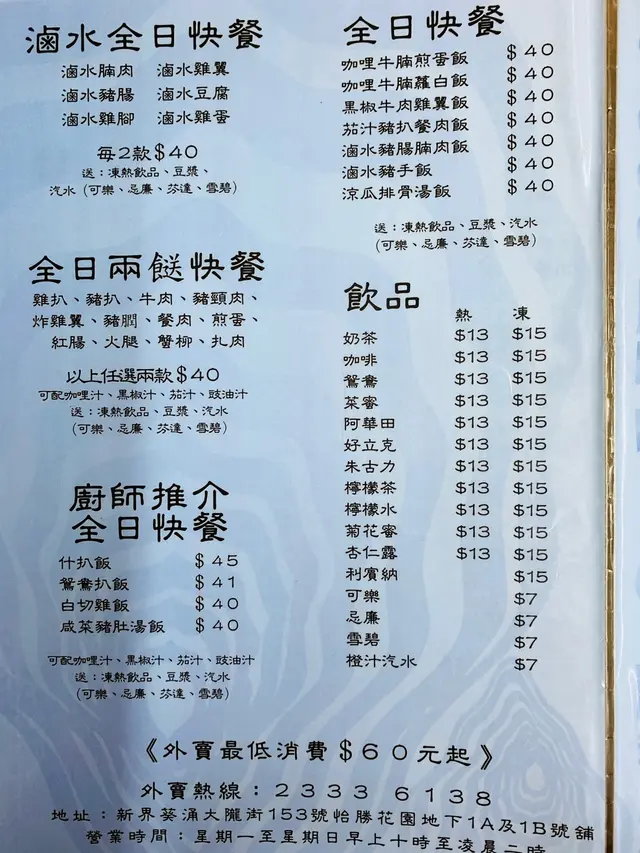 滷水全日快餐
滷水腩肉 滷水雞翼
滷水豬腸 滷水豆腐
滷水雞腳 滷水雞蛋
每2款$40
送：凍熱飲品、豆漿、
汽水（可樂、忌廉、芬達、雪碧）
全日兩餸快餐
雞扒、豬扒、牛肉、豬頸肉、
炸雞翼、豬膶、餐肉、煎蛋、
紅腸、火腿、蟹柳、扎肉
以上任選兩款$40
可配咖喱汁、黑椒汁、茄汁、豉油汁
送：凍熱飲品、豆漿、汽水
（可樂、忌廉、芬達、雪碧）
廚師推介
全日快餐
什扒飯 $45
鴛鴦扒飯 $41
白切雞飯 $40
咸菜豬肚湯飯 $40
可配咖喱汁、黑椒汁、茄汁、豉油汁
送：凍熱飲品、豆漿、汽水
（可樂、忌廉、芬達、雪碧）
全日快餐
咖哩牛腩煎蛋飯 $40
咖哩牛腩蘿白飯 $40
黑椒牛肉雞翼飯 $40
茄汁豬扒餐肉飯 $40
滷水豬腸腩肉飯 $40
滷水豬手飯 $40
涼瓜排骨湯飯 $40
送：凍熱飲品、豆漿、汽水
（可樂、忌廉、芬達、雪碧）
飲品
熱 凍
奶茶 $13 $15
咖啡 $13 $15
鴛鴦 $13 $15
菜蜜 $13 $15
阿華田 $13 $15
好立克 $13 $15
朱古力 $13 $15
檸檬茶 $13 $15
檸檬水 $13 $15
菊花蜜 $13 $15
杏仁露 $13 $15
利賓納 $15
可樂 $7
忌廉 $7
雪碧 $7
橙汁汽水 $7
《外賣最低消費$60元起》
外賣熱線：2333 6138
地址：新界葵涌大隴街153號怡勝花園地下1A及1B號舖
營業時間：星期一至星期日早上十時至凌晨二時